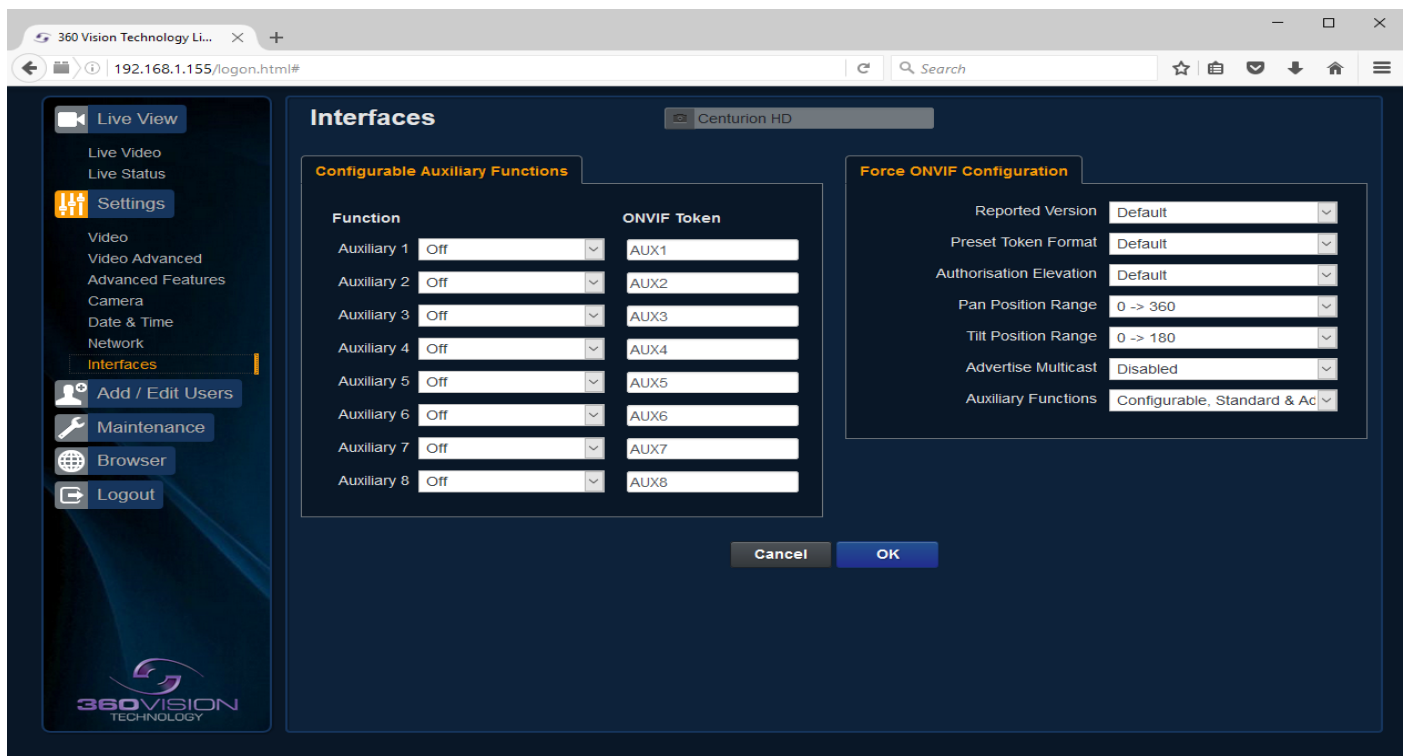 360 Vision Technology Li...
192.168.1.155/logon.html#
Search
Live View
Live Video
Live Status
Settings
Video
Video Advanced
Advanced Features
Camera
Date & Time
Network
Interfaces
Add / Edit Users
Maintenance
Browser
Logout
360VISION
TECHNOLOGY
Interfaces
Centurion HD
Configurable Auxiliary Functions
Function ONVIF Token
Auxiliary 1 Off AUX1
Auxiliary 2 Off AUX2
Auxiliary 3 Off AUX3
Auxiliary 4 Off AUX4
Auxiliary 5 Off AUX5
Auxiliary 6 Off AUX6
Auxiliary 7 Off AUX7
Auxiliary 8 Off AUX8
Force ONVIF Configuration
Reported Version Default
Preset Token Format Default
Authorisation Elevation Default
Pan Position Range 0 -> 360
Tilt Position Range 0 -> 180
Advertise Multicast Disabled
Auxiliary Functions Configurable, Standard & Ac
Cancel OK